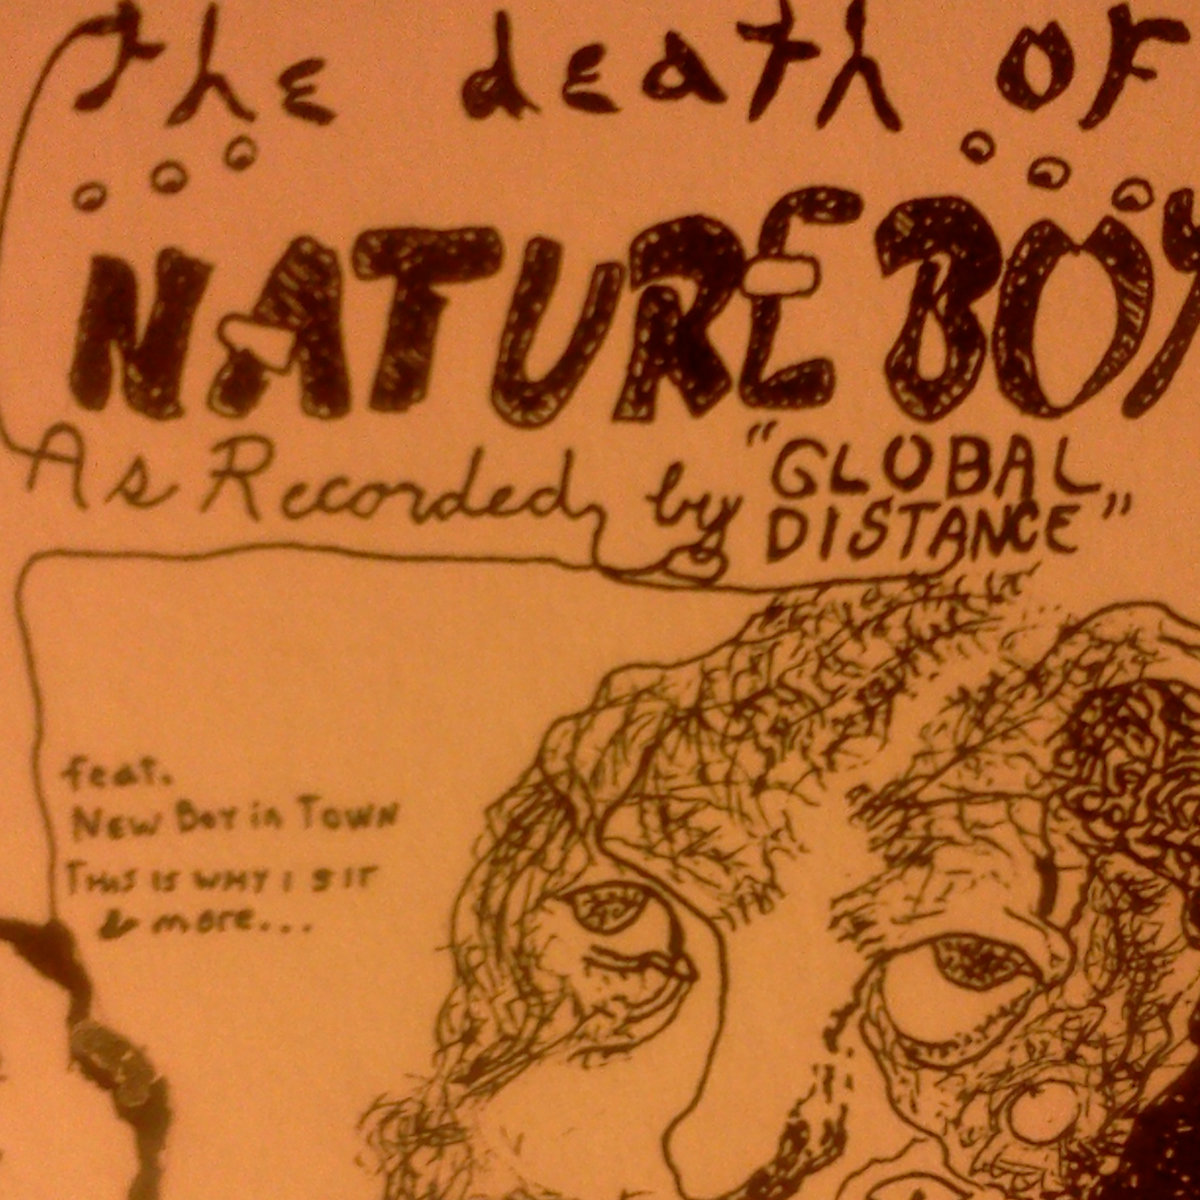 the death of
NATURE BOY
As Recorded by "GLOBAL
DISTANCE"
feat.
NEW BOY in TOWN
THIS IS WHY I SIT
& more...